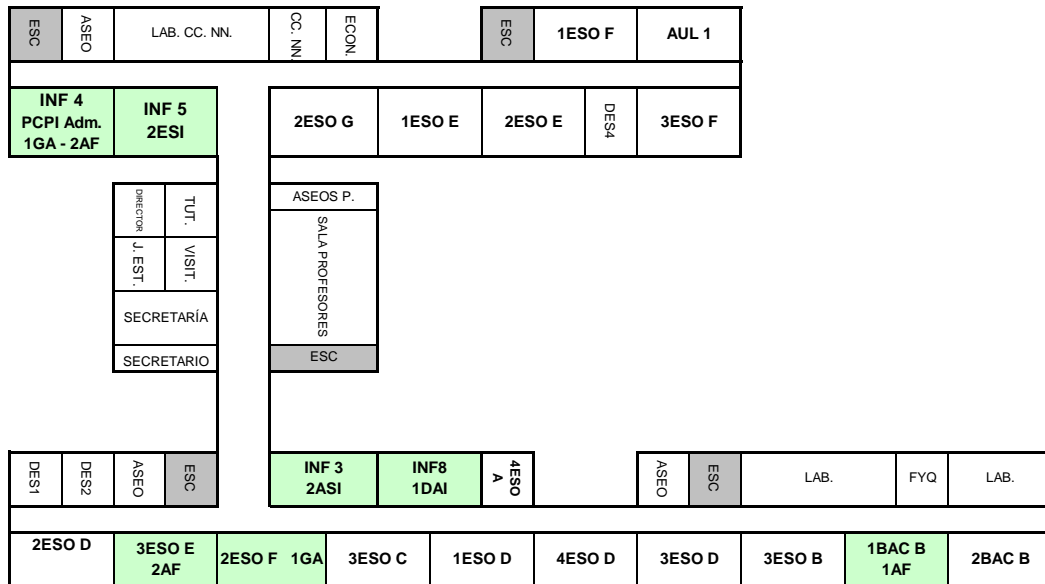 ESC
ASEO
LAB. CC. NN.
CC. NN.
ECON.
ESC
1ESO F
AUL 1
INF 4
PCPI Adm.
1GA - 2AF
INF 5
2ESI
2ESO G
1ESO E
2ESO E
DES4
3ESO F
DIRECTOR
TUT.
J. EST.
VISIT.
SECRETARÍA
SECRETARIO
ASEOS P.
SALA PROFESORES
ESC
DES1
DES2
ASEO
ESC
INF 3
2ASI
INF8
1DAI
4ESO
A
ASEO
ESC
LAB.
FYQ
LAB.
2ESO D
3ESO E
2AF
2ESO F 1GA
3ESO C
1ESO D
4ESO D
3ESO D
3ESO B
1BAC B
1AF
2BAC B